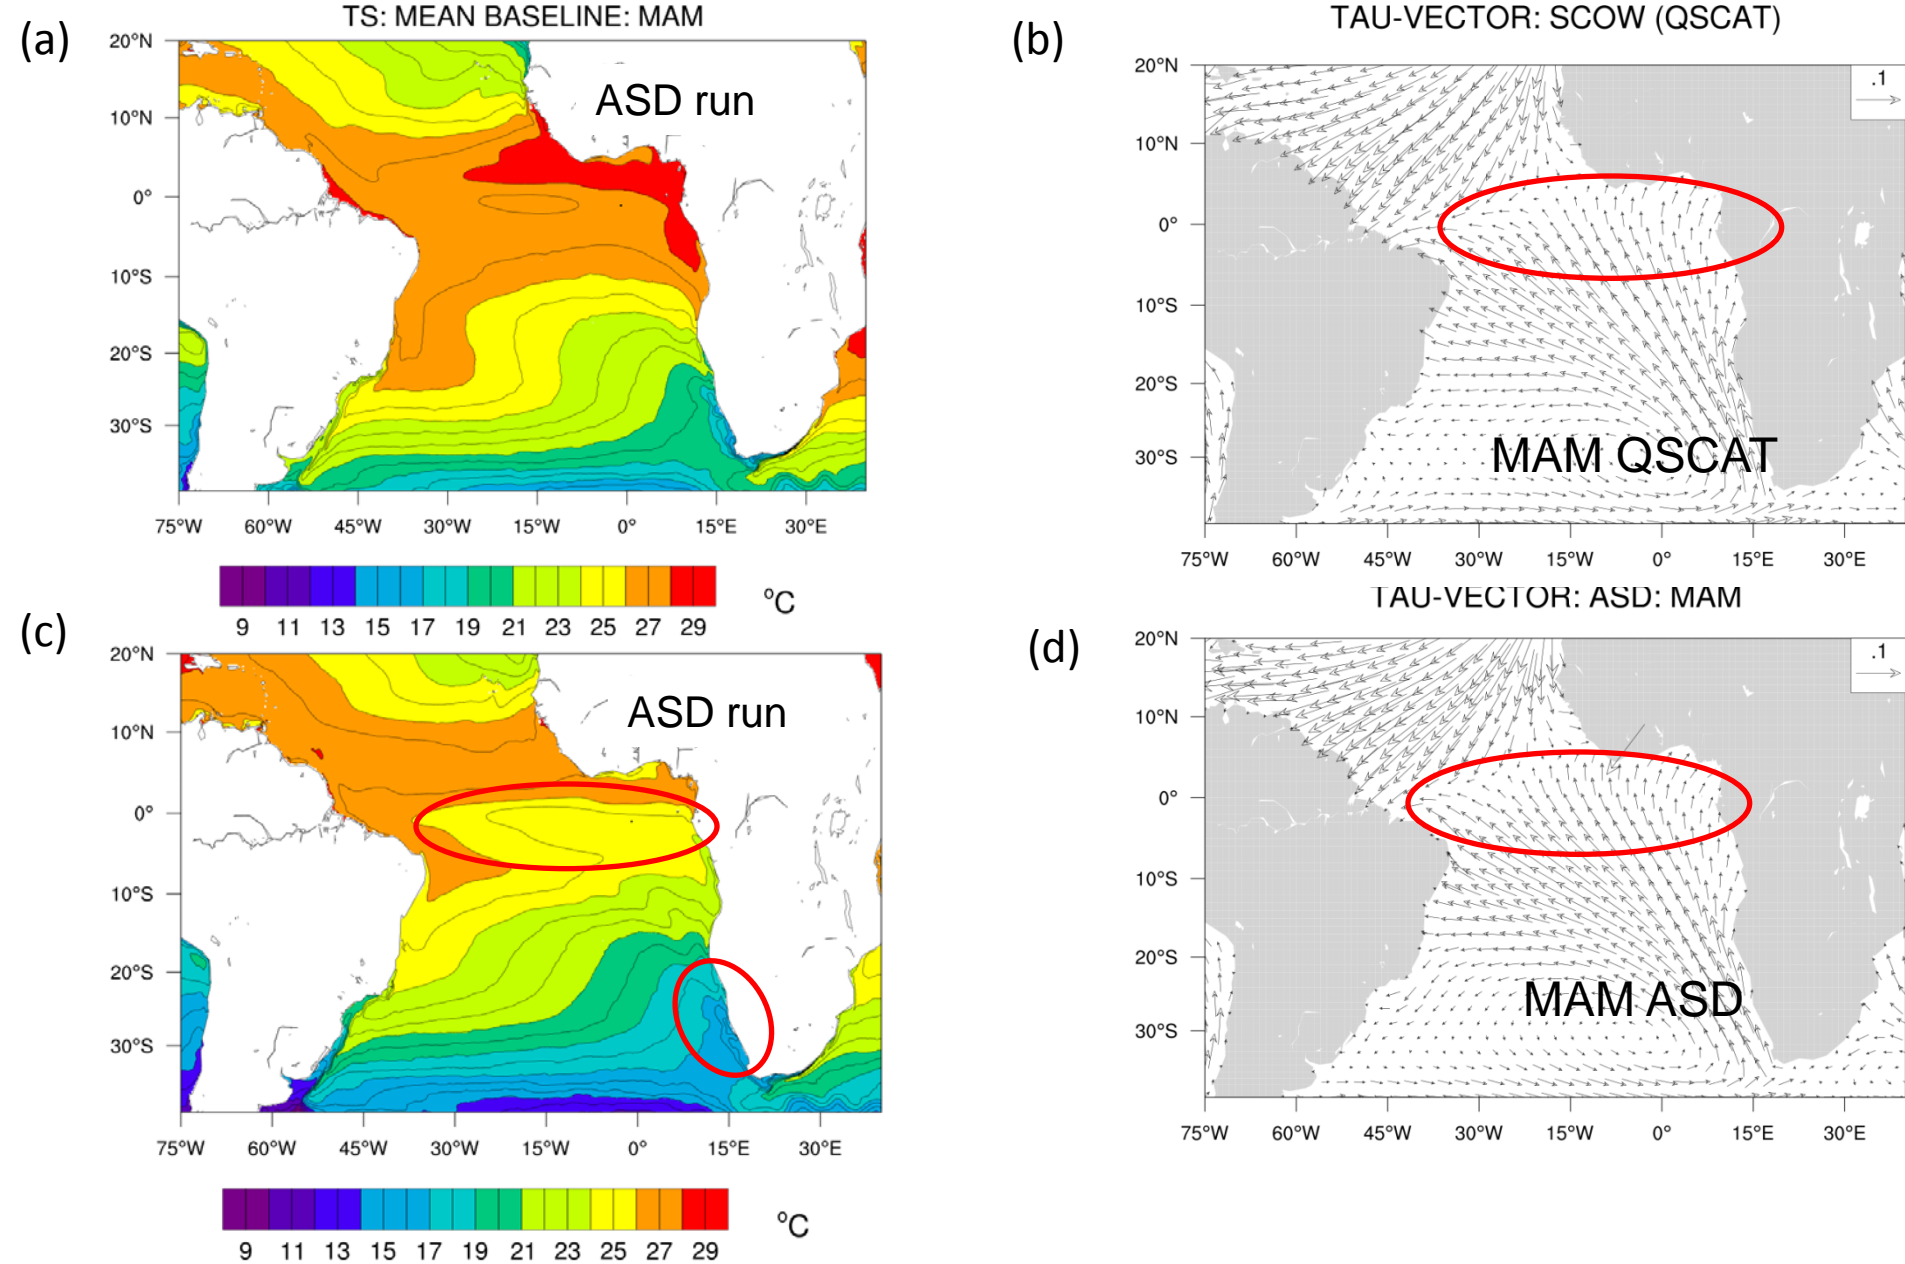 (a)
TS: MEAN BASELINE: MAM
20°N
10°N
0°
10°S
20°S
30°S
ASD run
75°W 60°W 45°W 30°W 15°W 0° 15°E 30°E
9 11 13 15 17 19 21 23 25 27 29
°C
(b)
TAU-VECTOR: SCOW (QSCAT)
.1
20°N
10°N
0°
10°S
20°S
30°S
MAM QSCAT
75°W 60°W 45°W 30°W 15°W 0° 15°E 30°E
(c)
20°N
10°N
0°
10°S
20°S
30°S
ASD run
75°W 60°W 45°W 30°W 15°W 0° 15°E 30°E
9 11 13 15 17 19 21 23 25 27 29
°C
(d)
TAU-VECTOR: ASD: MAM
.1
20°N
10°N
0°
10°S
20°S
30°S
MAM ASD
75°W 60°W 45°W 30°W 15°W 0° 15°E 30°E